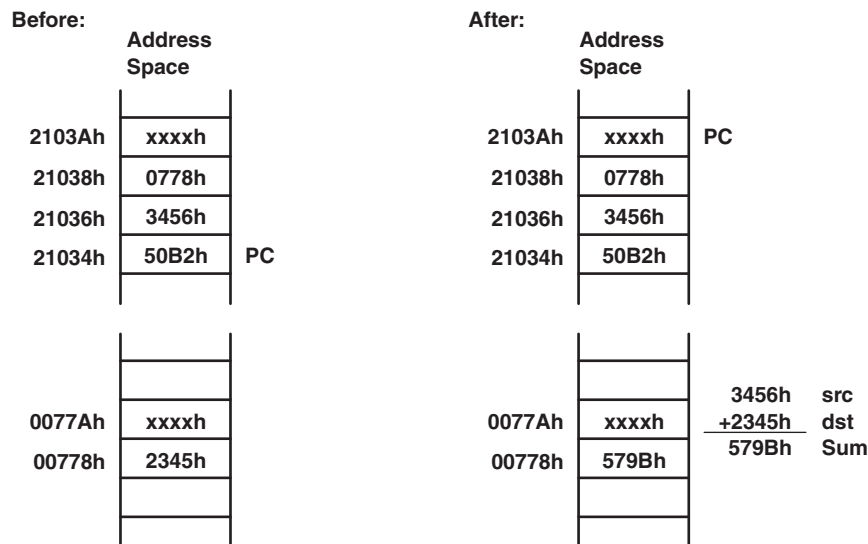 Before:
Address
Space
2103Ah xxxxh
21038h 0778h
21036h 3456h
21034h 50B2h PC
0077Ah xxxxh
00778h 2345h
After:
Address
Space
2103Ah xxxxh PC
21038h 0778h
21036h 3456h
21034h 50B2h
3456h src
0077Ah xxxxh +2345h dst
00778h 579Bh 579Bh Sum